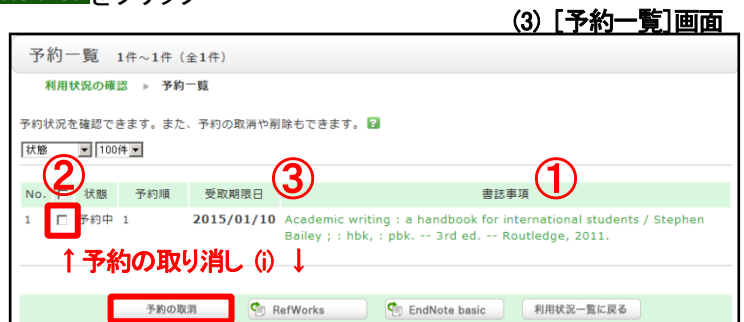 をクリック
(3) [予約一覧]画面
予約一覧 1件～1件 (全1件)
利用状況の確認 ▶ 予約一覧
予約状況を確認できます。また、予約の取消や削除もできます。 ?
状態 100件
② ③ ①
No. 状態 予約順 受取期限日 書誌事項
1 予約中 1 2015/01/10 Academic writing : a handbook for international students / Stephen
Bailey ; : hbk, : pbk. -- 3rd ed. -- Routledge, 2011.
↑予約の取り消し (i) ↓
予約の取消 RefWorks EndNote basic 利用状況一覧に戻る